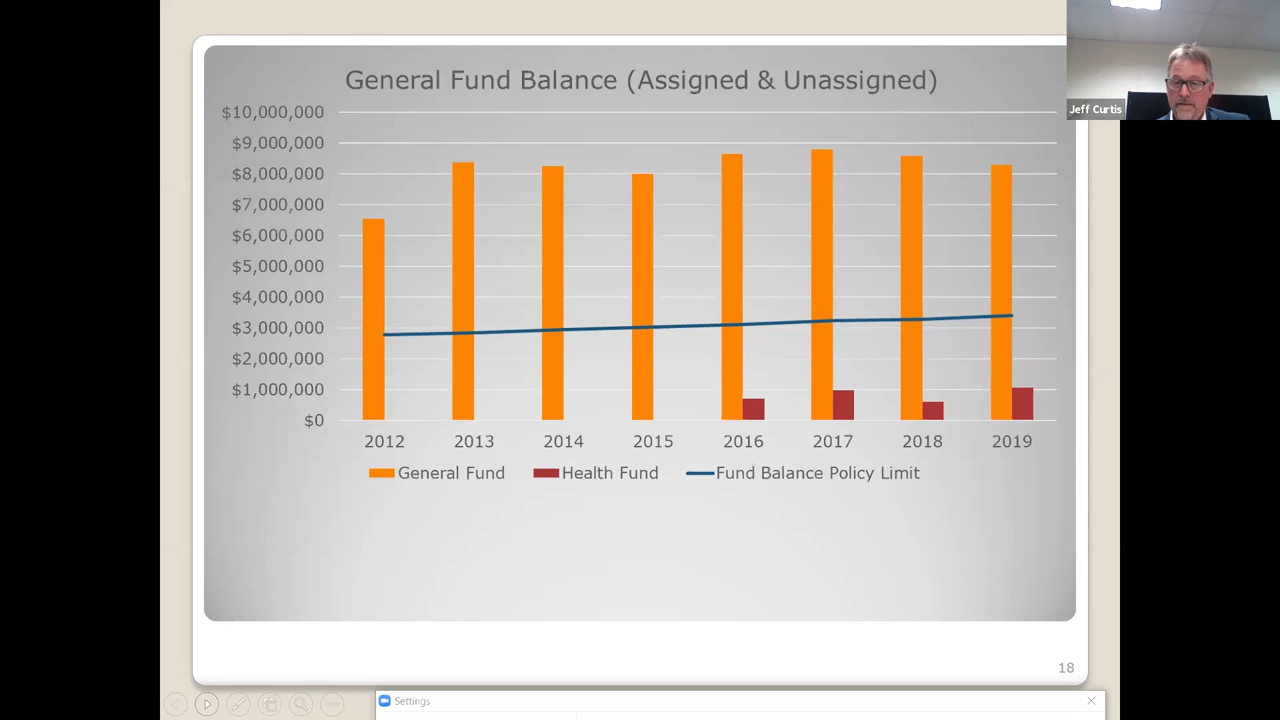 General Fund Balance (Assigned & Unassigned)
$10,000,000
$9,000,000
$8,000,000
$7,000,000
$6,000,000
$5,000,000
$4,000,000
$3,000,000
$2,000,000
$1,000,000
$0
2012 2013 2014 2015 2016 2017 2018 2019
General Fund Health Fund Fund Balance Policy Limit
18
Jeff Curtis
Settings